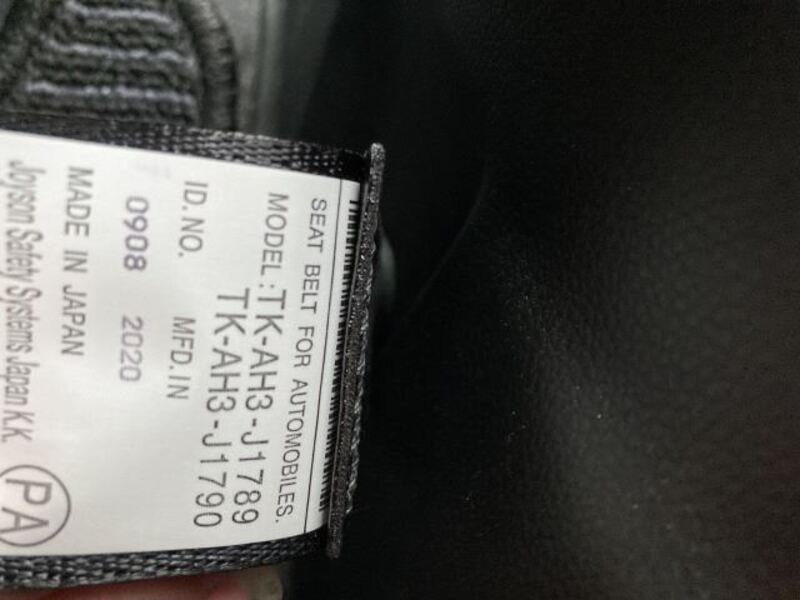 SEAT BELT FOR AUTOMOBILES.
MODEL:TK-AH3-J1789
TK-AH3-J1790
ID.NO. MFD.IN
0908 2020
MADE IN JAPAN
Joyson Safety Systems Japan K.K.
PA